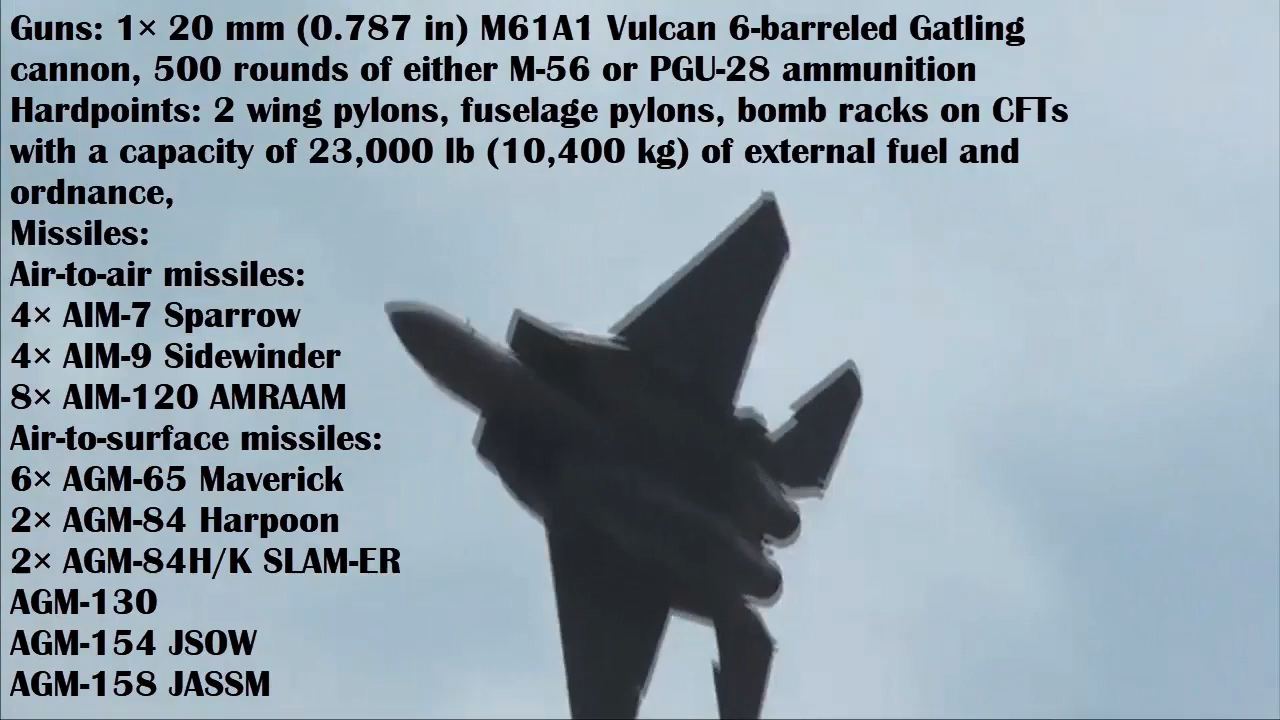 Guns: 1× 20 mm (0.787 in) M61A1 Vulcan 6-barreled Gatling
cannon, 500 rounds of either M-56 or PGU-28 ammunition
Hardpoints: 2 wing pylons, fuselage pylons, bomb racks on CFTs
with a capacity of 23,000 lb (10,400 kg) of external fuel and
ordnance,
Missiles:
Air-to-air missiles:
4× AIM-7 Sparrow
4× AIM-9 Sidewinder
8× AIM-120 AMRAAM
Air-to-surface missiles:
6× AGM-65 Maverick
2× AGM-84 Harpoon
2× AGM-84H/K SLAM-ER
AGM-130
AGM-154 JSOW
AGM-158 JASSM